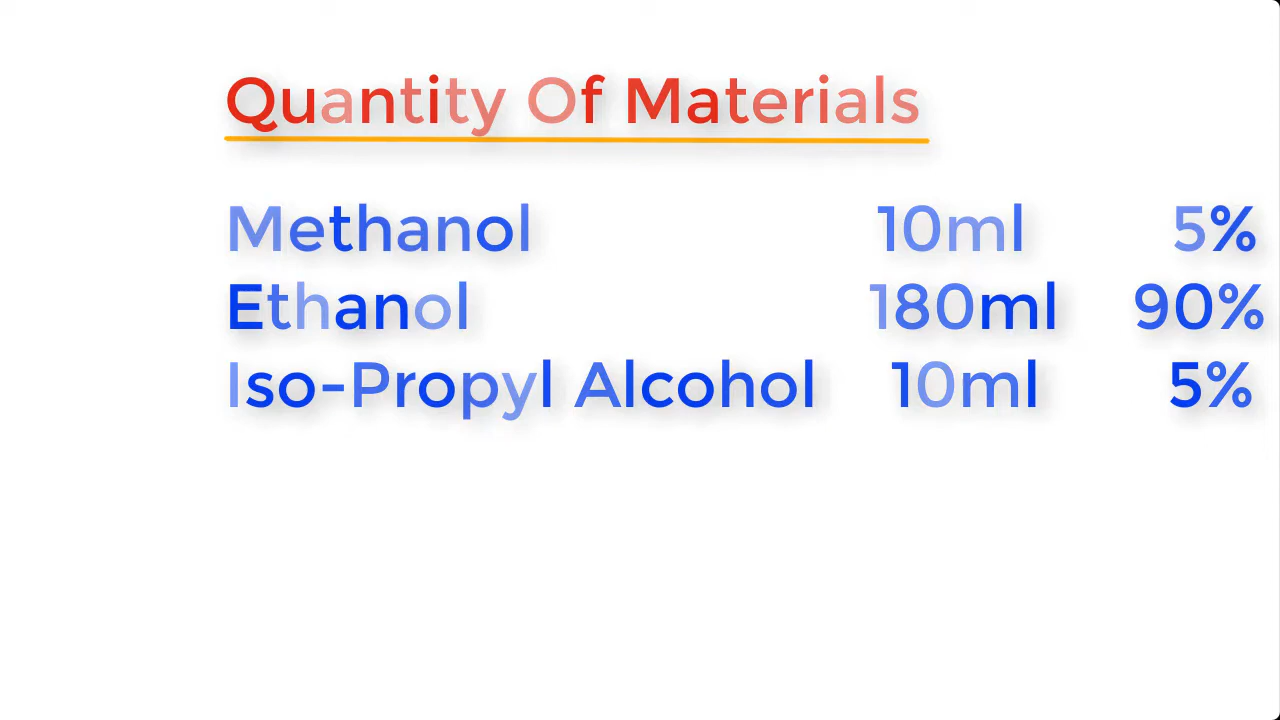 Quantity Of Materials
Methanol 10ml 5%
Ethanol 180ml 90%
Iso-Propyl Alcohol 10ml 5%